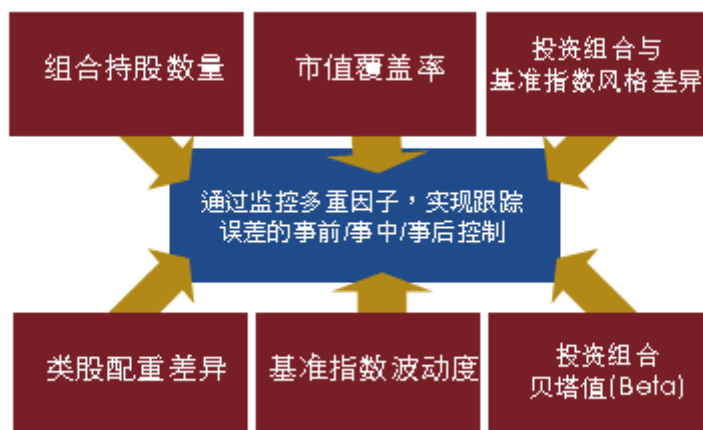 组合持股数量
市值覆盖率
投资组合与
基准指数风格差异
通过监控多重因子，实现跟踪
误差的事前/事中/事后控制
类股配重差异
基准指数波动度
投资组合
贝塔值(Beta)